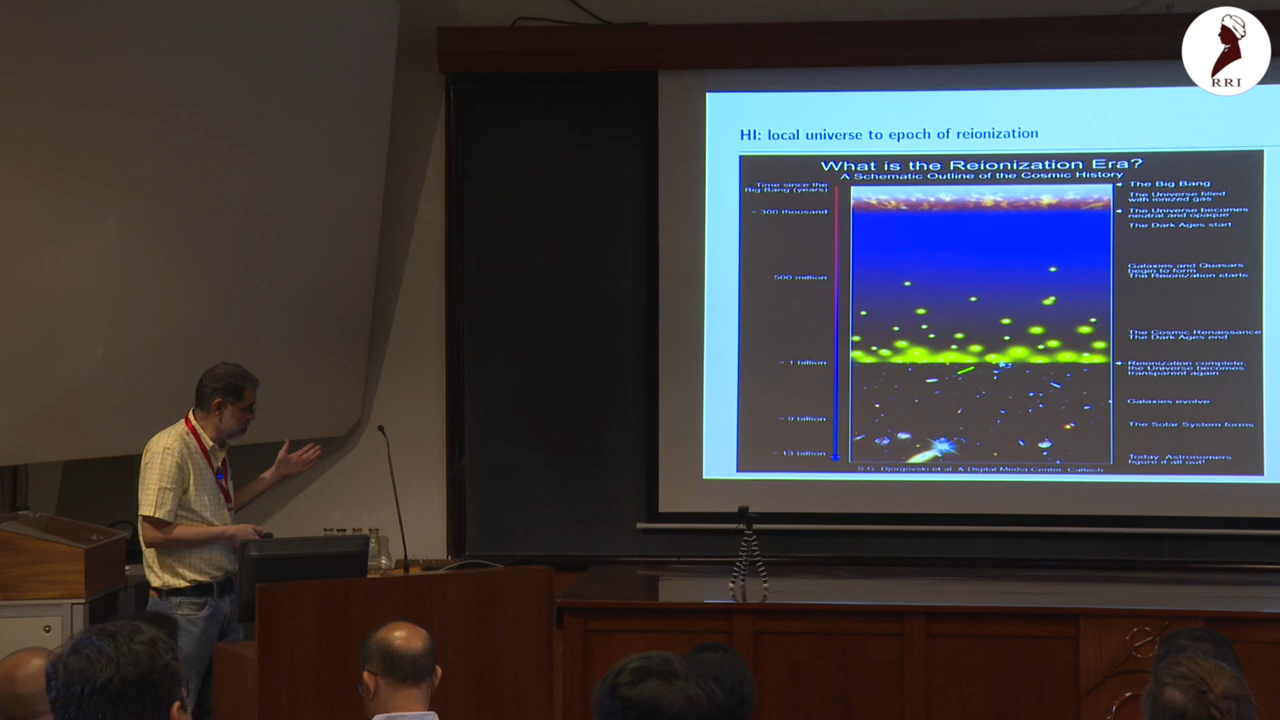 RRI
HI: local universe to epoch of reionization
What is the Reionization Era?
A Schematic Outline of the Cosmic History
Time since the
Big Bang (years)
~ 300 thousand
500 million
~ 1 billion
~ 9 billion
~ 13 billion
The Big Bang
The Universe filled
with ionized gas
The Universe becomes
neutral and opaque
The Dark Ages start
Galaxies and Quasars
begin to form
The Reionization starts
The Cosmic Renaissance
The Dark Ages end
Reionization complete,
the Universe becomes
transparent again
Galaxies evolve
The Solar System forms
Today: Astronomers
figure it all out!
S.G. Djorgovski et al. & Digital Media Center, Caltech